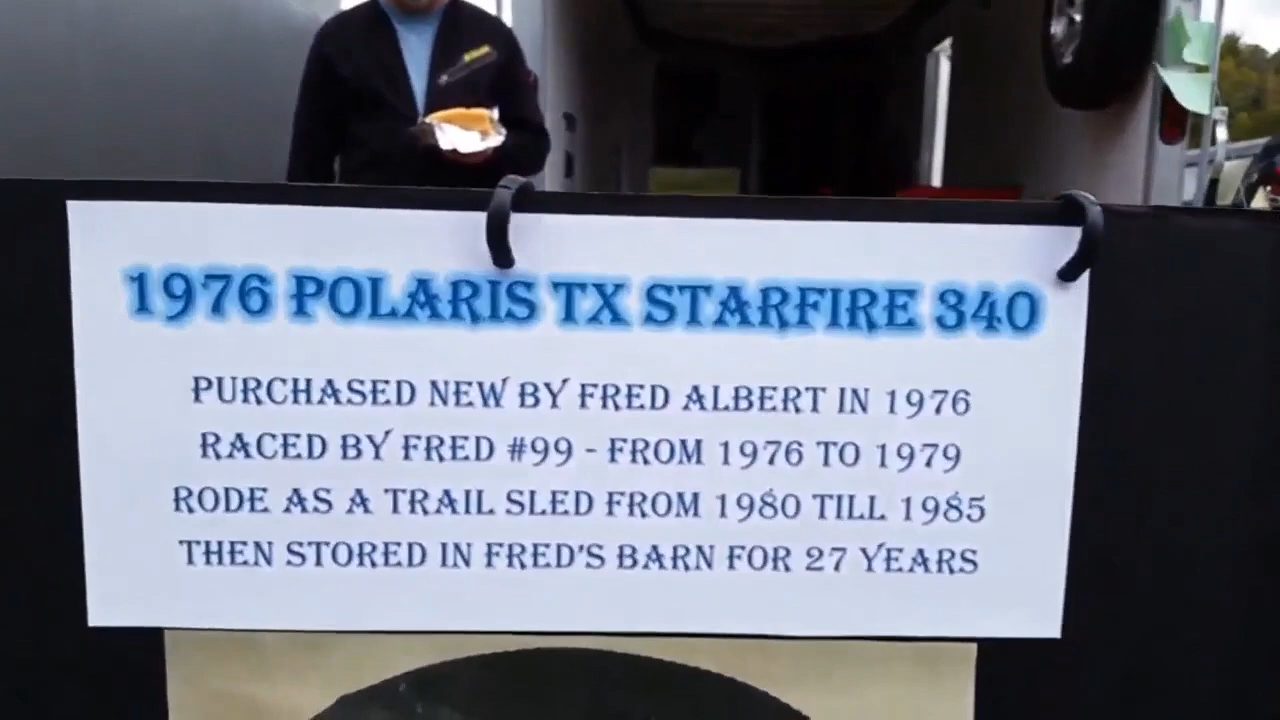 1976 POLARIS TX STARFIRE 340
PURCHASED NEW BY FRED ALBERT IN 1976
RACED BY FRED #99 - FROM 1976 TO 1979
RODE AS A TRAIL SLED FROM 1980 TILL 1985
THEN STORED IN FRED'S BARN FOR 27 YEARS